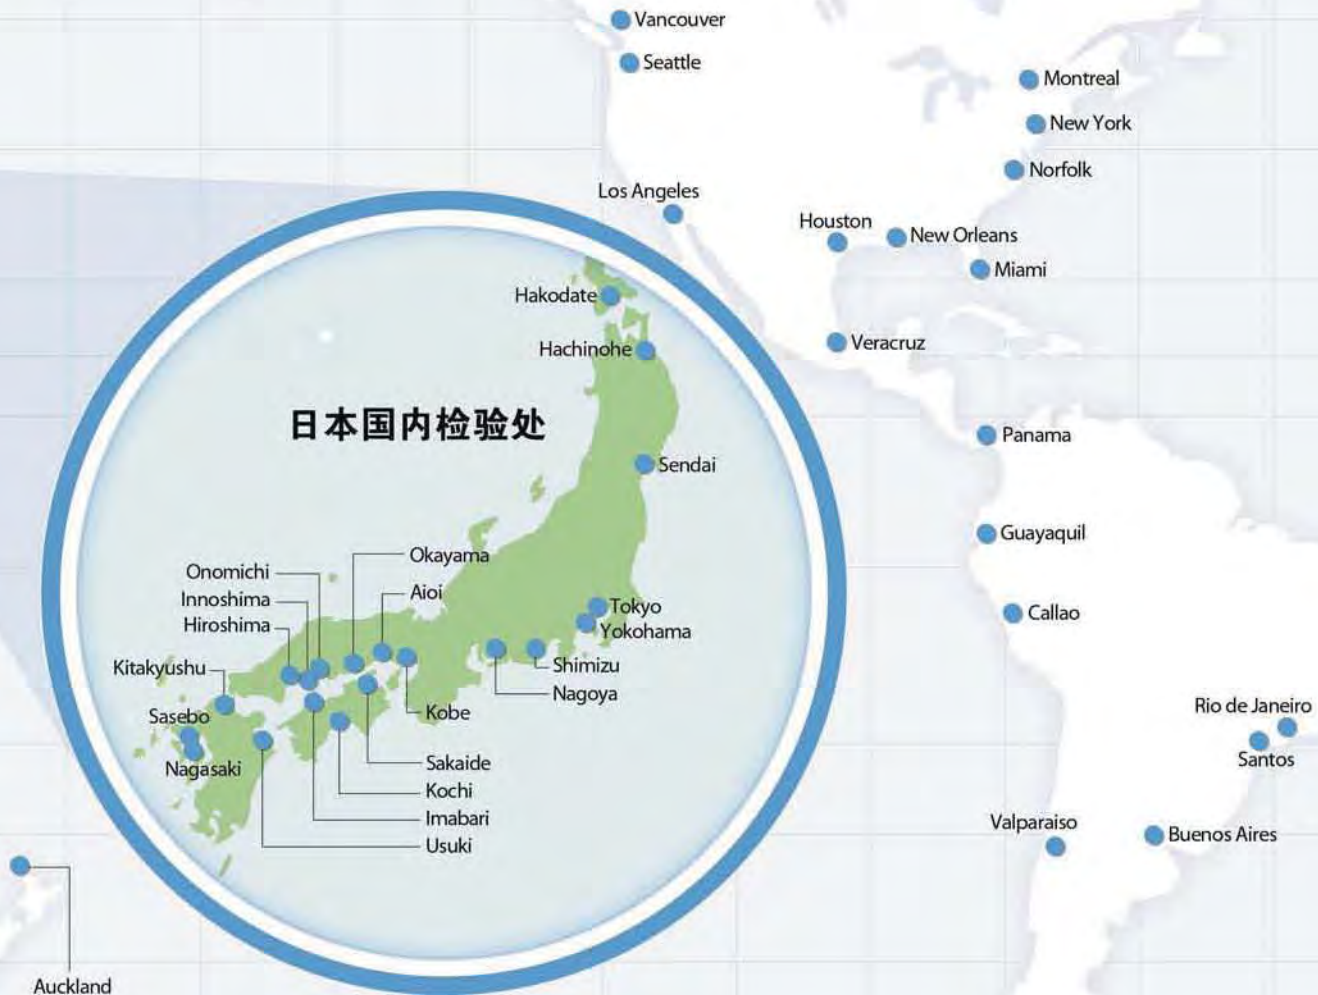 Vancouver
Seattle
Montreal
New York
Norfolk
Los Angeles
Houston
New Orleans
Miami
Hakodate
Hachinohe
Veracruz
日本国内检验处
Panama
Sendai
Guayaquil
Okayama
Onomichi
Aioi
Innoshima
Tokyo
Callao
Hiroshima
Yokohama
Kitakyushu
Shimizu
Nagoya
Rio de Janeiro
Sasebo
Kobe
Santos
Nagasaki
Sakaide
Kochi
Imabari
Valparaiso
Buenos Aires
Usuki
Auckland